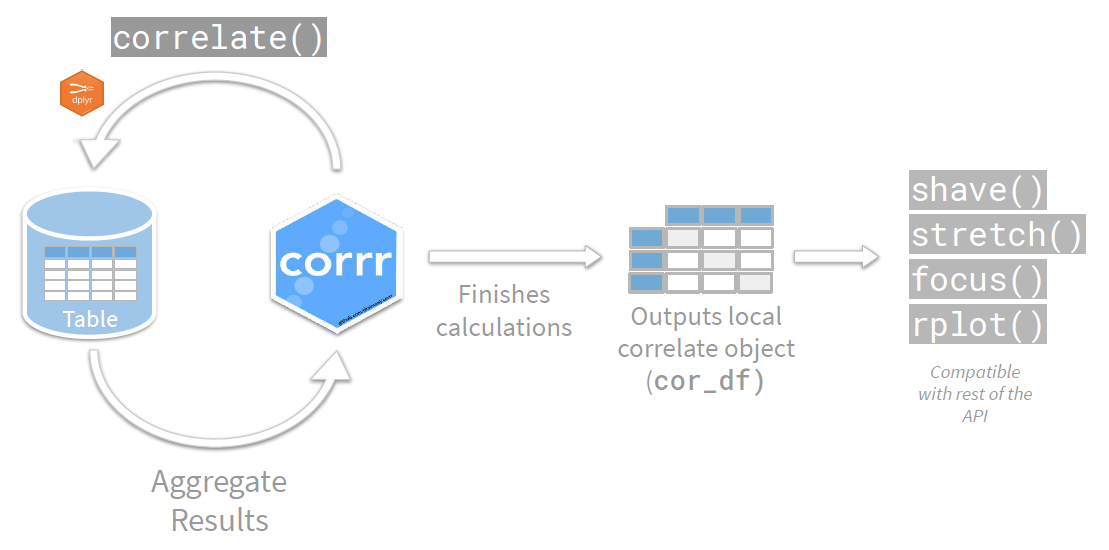 correlate()
dplyr
Table
corrr
Aggregate
Results
Finishes
calculations
Outputs local
correlate object
(cor_df)
shave()
stretch()
focus()
rplot()
Compatible
with rest of the
API